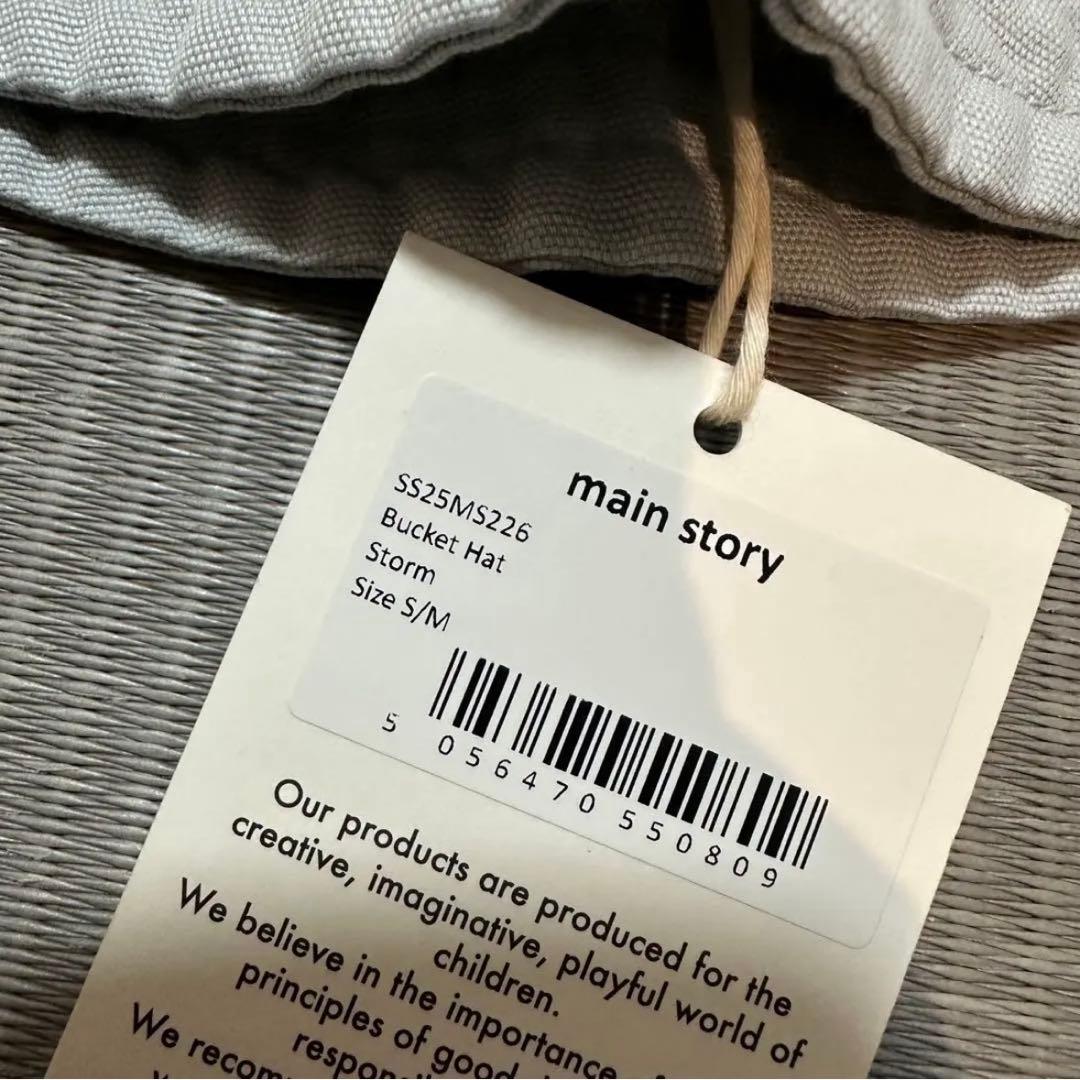 main story
SS25MS226
Bucket Hat
Storm
Size S/M
5 056470 550809
Our products are produced for the
creative, imaginative, playful world of
children.
We believe in the importance
principles of good
We